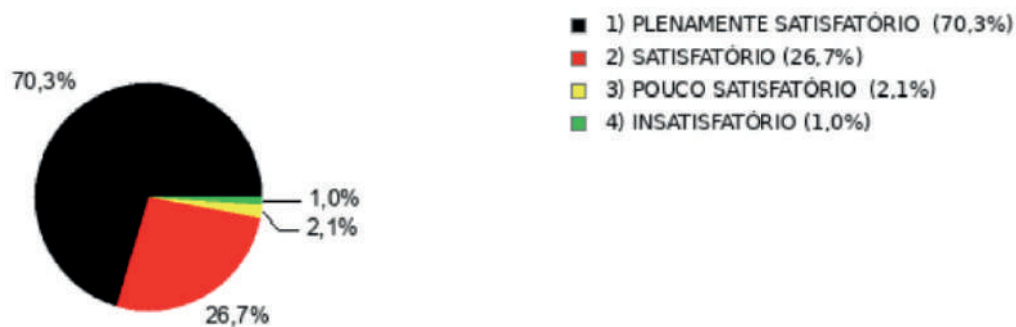 1) PLENAMENTE SATISFATÓRIO (70,3%)
2) SATISFATÓRIO (26,7%)
3) POUCO SATISFATÓRIO (2,1%)
4) INSATISFATÓRIO (1,0%)
70,3%
1,0%
2,1%
26,7%